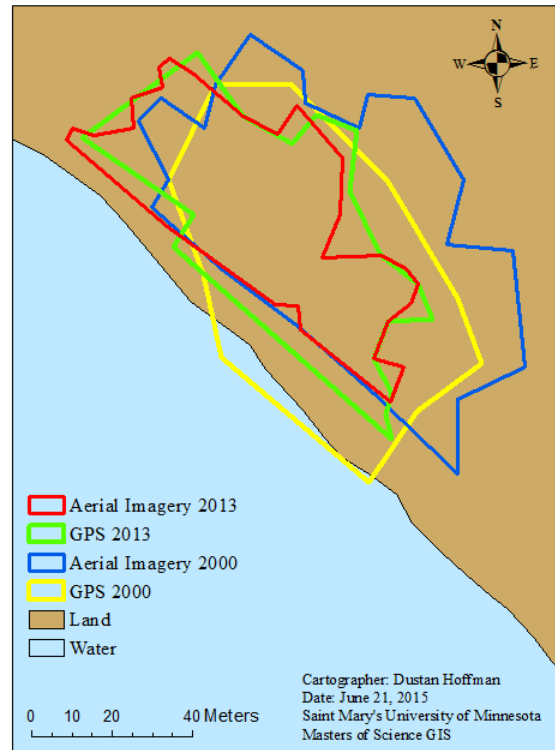 N
W E
S
Aerial Imagery 2013
GPS 2013
Aerial Imagery 2000
GPS 2000
Land
Water
Cartographer: Dustan Hoffman
Date: June 21, 2015
Saint Mary's University of Minnesota
Masters of Science GIS
0 10 20 40 Meters